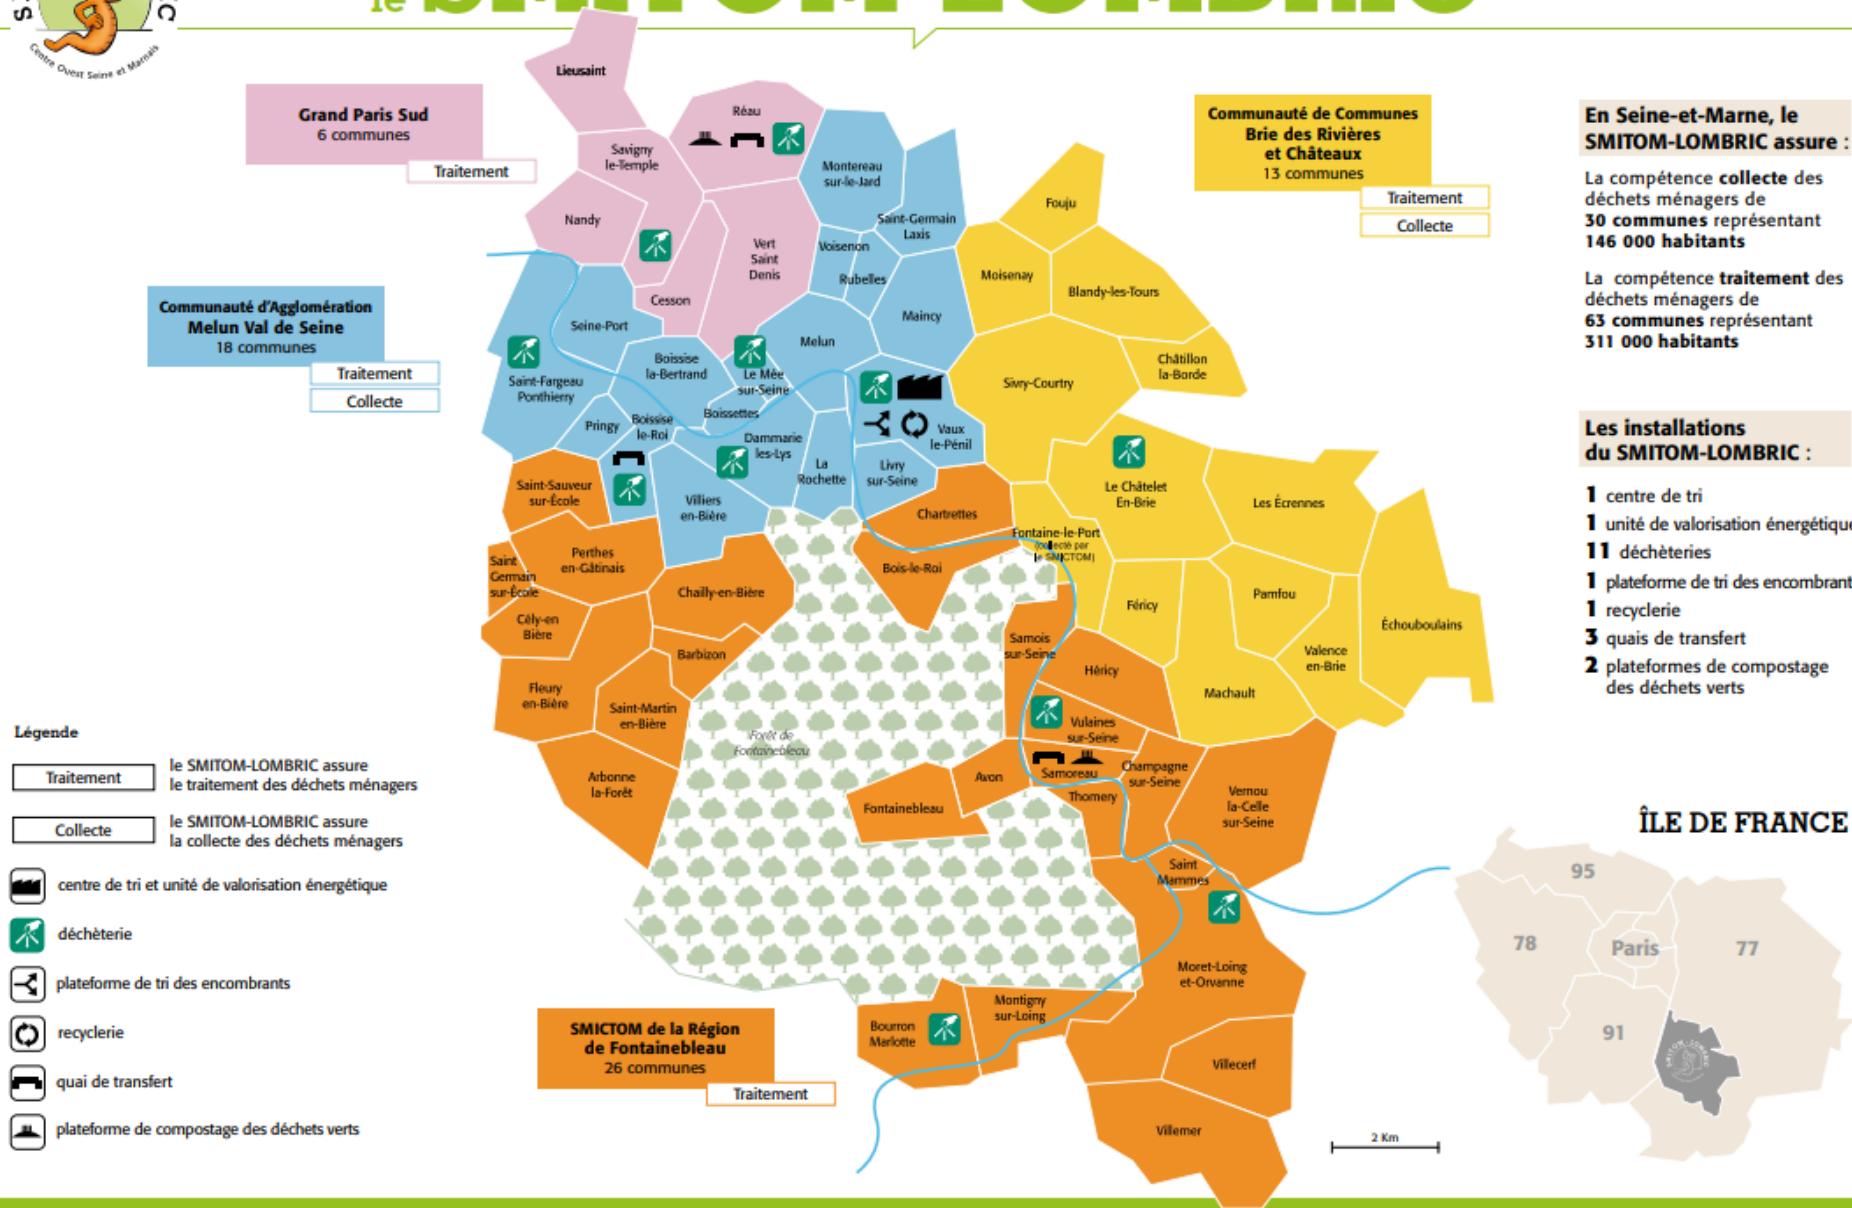 le SMITOM-LOMBRIC
Centre Ouest Seine et Marnais
Grand Paris Sud
6 communes
Traitement
Communauté d'Agglomération
Melun Val de Seine
18 communes
Traitement
Collecte
Communauté de Communes
Brie des Rivières
et Châteaux
13 communes
Traitement
Collecte
SMICTOM de la Région
de Fontainebleau
26 communes
Traitement
Lieusaint
Réau
Savigny
le-Temple
Nandy
Vert
Saint
Denis
Cesson
Montereau
sur-le-Jard
Saint-Germain
Laxis
Voisenon
Rubelles
Maincy
Melun
Seine-Port
Boissise
la-Bertrand
Le Mée
sur-Seine
Saint-Fargeau
Ponthierry
Pringy
Boissise
le-Roi
Boissettes
Dammarie
les-Lys
La
Rochette
Vaux
le-Pénil
Livry
sur-Seine
Villiers
en-Bière
Fouju
Moisenay
Blandy-les-Tours
Châtillon
la-Borde
Sivry-Courtry
Le Châtelet
En-Brie
Les Écrennes
Fontaine-le-Port
(collecté par
le SMICTOM)
Féricy
Pamfou
Échouboulains
Valence
en-Brie
Machault
Saint-Sauveur
sur-École
Perthes
en-Gâtinais
Saint
Germain
sur-École
Cély-en
Bière
Chailly-en-Bière
Barbizon
Fleury
en-Bière
Saint-Martin
en-Bière
Arbonne
la-Forêt
Chartrettes
Bois-le-Roi
Samois
sur-Seine
Héricy
Vulaines
sur-Seine
Samoreau
Champagne
sur-Seine
Avon
Fontainebleau
Thomery
Vernou
la-Celle
sur-Seine
Saint
Mammes
Moret-Loing
et-Orvanne
Montigny
sur-Loing
Bourron
Marlotte
Villecerf
Villemer
Forêt de
Fontainebleau
2 Km
Légende
Traitement
le SMITOM-LOMBRIC assure
le traitement des déchets ménagers
Collecte
le SMITOM-LOMBRIC assure
la collecte des déchets ménagers
centre de tri et unité de valorisation énergétique
déchèterie
plateforme de tri des encombrants
recyclerie
quai de transfert
plateforme de compostage des déchets verts
En Seine-et-Marne, le
SMITOM-LOMBRIC assure :
La compétence collecte des
déchets ménagers de
30 communes représentant
146 000 habitants
La compétence traitement des
déchets ménagers de
63 communes représentant
311 000 habitants
Les installations
du SMITOM-LOMBRIC :
1 centre de tri
1 unité de valorisation énergétique
11 déchèteries
1 plateforme de tri des encombrant
1 recyclerie
3 quais de transfert
2 plateformes de compostage
des déchets verts
ÎLE DE FRANCE
95
78
Paris
77
91